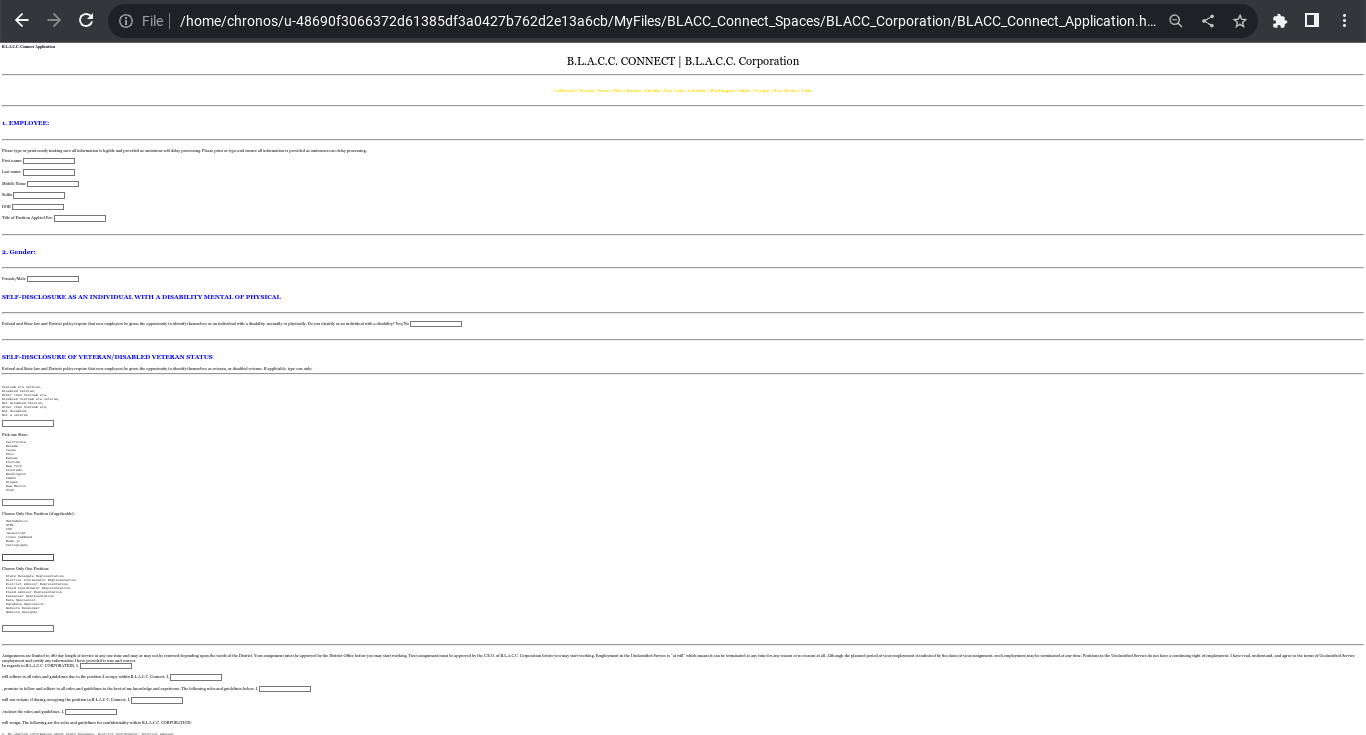 File | /home/chronos/u-48690f3066372d61385df3a0427b762d2e13a6cb/MyFiles/BLACC_Connect_Spaces/BLACC_Corporation/BLACC_Connect_Application.h...
B.L.A.C.C. Connect Application
B.L.A.C.C. CONNECT | B.L.A.C.C. Corporation
California | Nevada | Texas | Ohio | Kansas | Florida | New York | Colorado | Washington | Idaho | Oregon | New Mexico | Utah
1. EMPLOYEE:
Please type or print neatly making sure all information is legible and provided as omissions will delay processing. Please print or type and ensure all information is provided as omissions can delay processing.
First name:
Last name:
Middle Name
Suffix
DOB
Title of Position Applied For:
2. Gender:
Female/Male
SELF-DISCLOSURE AS AN INDIVIDUAL WITH A DISABILITY MENTAL OF PHYSICAL
Federal and State law and District policy require that new employees be given the opportunity to identify themselves as an individual with a disability, mentally or physically. Do you identify as an individual with a disability? Yes/No
SELF-DISCLOSURE OF VETERAN/DISABLED VETERAN STATUS
Federal and State law and District policy require that new employees be given the opportunity to identify themselves as veteran, or disabled veteran. If applicable, type one only:
Vietnam era veteran,
Disabled Veteran,
Other than Vietnam era,
Disabled Vietnam era veteran,
Not disabled Veteran,
Other than Vietnam era,
Not disabled,
Not a veteran
Pick one State:
California
Nevada
Texas
Ohio
Kansas
Florida
New York
Colorado
Washington
Idaho
Oregon
New Mexico
Utah
Choose Only One Position (if applicable):
Mathematics
HTML
CSS
Javascript
Linux Command
Node.js
Cartography
Choose Only One Position:
State Delegate Representative
District Coordinator Representative
District Advisor Representative
Field Coordinator Representative
Field Advisor Representative
Canvasser Representative
Data Specialist
Database Specialist
Website Developer
Website Designer
Assignments are limited to 180 day length of service at any one time and may or may not be renewed depending upon the needs of the District. Your assignment must be approved by the District Office before you may start working. Your assignment must be approved by the C.E.O. of B.L.A.C.C. Corporation before you may start working. Employment in the Unclassified Service is "at will" which means it can be terminated at any time for any reason or no reason at all. Although the planned period of your employment is indicated by the dates of your assignment, such employment may be terminated at any time. Positions in the Unclassified Service do not have a continuing right of employment. I have read, understand, and agree to the terms of Unclassified Service
employment and certify any information I have provided is true and correct.
In regards to B.L.A.C.C. CORPORATION, I,
will adhere to all rules and guidelines due to the position I occupy within B.L.A.C.C. Connect. I,
, promise to follow and adhere to all rules and guidelines to the best of my knowledge and experience. The following rules and guidelines below, I,
will not violate; if during occupying the position in B.L.A.C.C. Connect, I,
,violates the rules and guidelines, I,
will resign. The following are the rules and guidelines for confidentiality within B.L.A.C.C. CORPORATION:
No sharing information about State Delegate, District Coordinator, District Advisor,